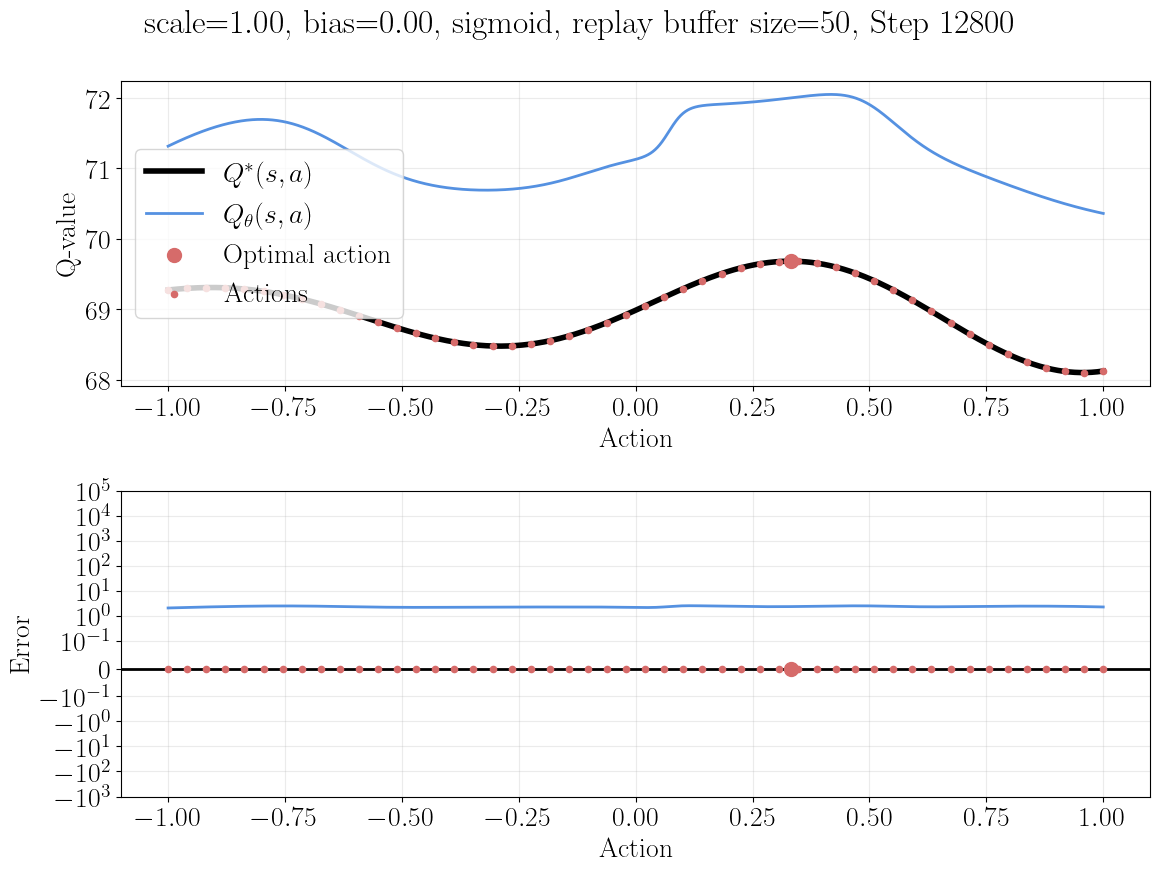 scale=1.00, bias=0.00, sigmoid, replay buffer size=50, Step 12800
72
71
70
69
68
Q-value
Q*(s, a)
Q_θ(s, a)
Optimal action
Actions
−1.00 −0.75 −0.50 −0.25 0.00 0.25 0.50 0.75 1.00
Action
10^5
10^4
10^3
10^2
10^1
10^0
10^−1
0
−10^−1
−10^0
−10^1
−10^2
−10^3
Error
−1.00 −0.75 −0.50 −0.25 0.00 0.25 0.50 0.75 1.00
Action